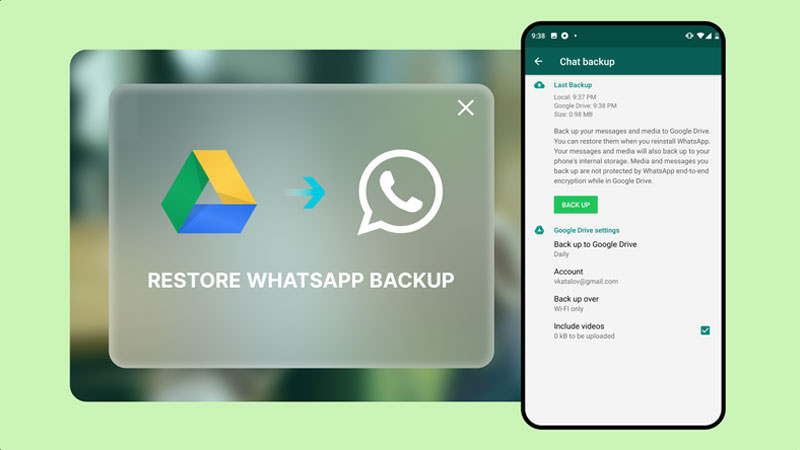 RESTORE WHATSAPP BACKUP
9:38
Chat backup
Last Backup
Local: 9:37 PM
Google Drive: 9:38 PM
Size: 0.98 MB
Back up your messages and media to Google Drive.
You can restore them when you reinstall WhatsApp.
Your messages and media will also back up to your
phone's internal storage. Media and messages you
back up are not protected by WhatsApp end-to-end
encryption while in Google Drive.
BACK UP
Google Drive settings
Back up to Google Drive
Daily
Account
vkatalov@gmail.com
Back up over
Wi-Fi only
Include videos
0 kB to be uploaded